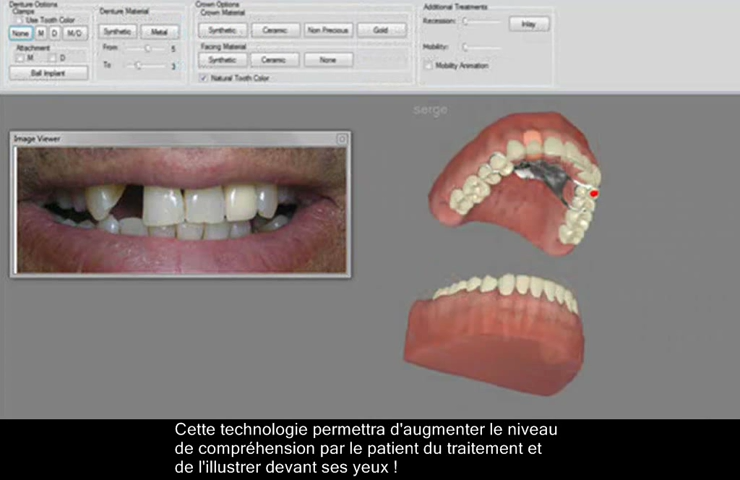 Denture Options
Clamps
Use Tooth Color
None M D M/D
Attachment
M D
Ball Implant
Denture Material
Synthetic Metal
From: 5
To: 3
Crown Options
Crown Material
Synthetic Ceramic Non Precious Gold
Facing Material
Synthetic Ceramic None
Natural Tooth Color
Additional Treatments
Recession:
Inlay
Mobility:
Mobility Animation
serge
Image Viewer
Cette technologie permettra d'augmenter le niveau
de compréhension par le patient du traitement et
de l'illustrer devant ses yeux !